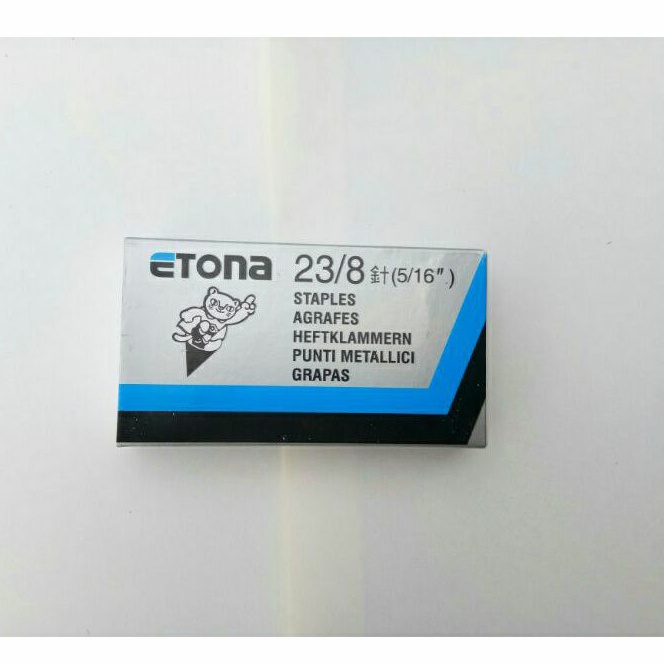 ETONA 23/8 針(5/16")
STAPLES
AGRAFES
HEFTKLAMMERN
PUNTI METALLICI
GRAPAS